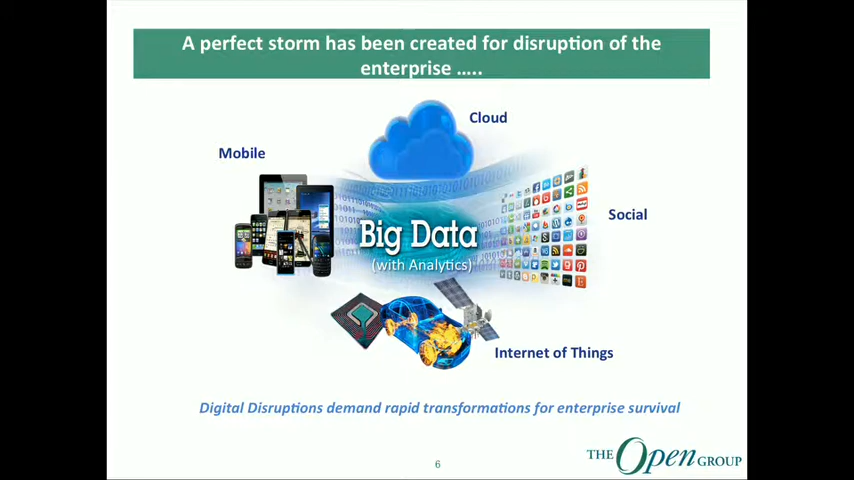 A perfect storm has been created for disruption of the
enterprise …..
Cloud
Mobile
Social
Big Data
(with Analytics)
Internet of Things
Digital Disruptions demand rapid transformations for enterprise survival
6
THE Open GROUP